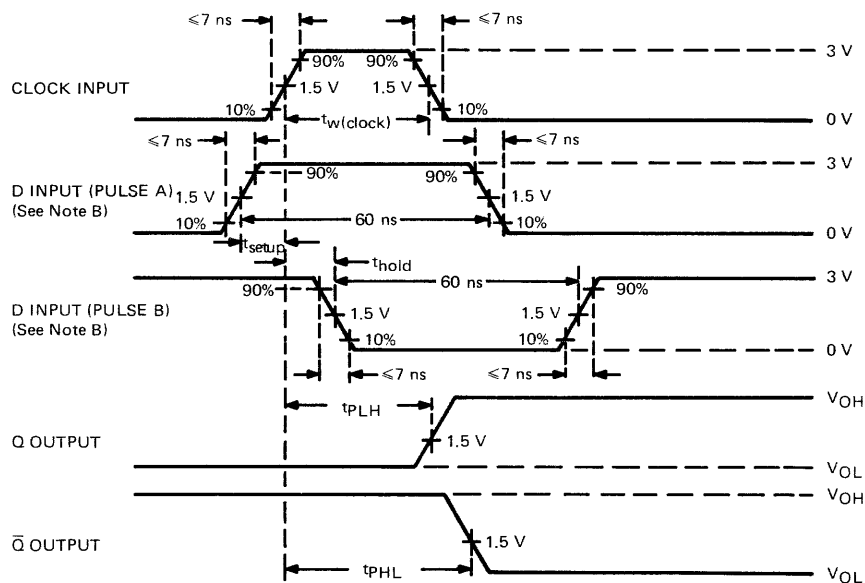 ≤7 ns ≤7 ns
3 V
90% 90%
CLOCK INPUT 1.5 V 1.5 V
10% tw(clock) 10%
0 V
≤7 ns ≤7 ns
3 V
90% 90%
D INPUT (PULSE A) 1.5 V 1.5 V
(See Note B)
10% 60 ns 10%
0 V
tsetup
thold
60 ns
3 V
90% 90%
D INPUT (PULSE B) 1.5 V 1.5 V
(See Note B)
10% 10%
0 V
≤7 ns ≤7 ns
VOH
tPLH
Q OUTPUT 1.5 V
VOL
VOH
Q̅ OUTPUT 1.5 V
tPHL
VOL